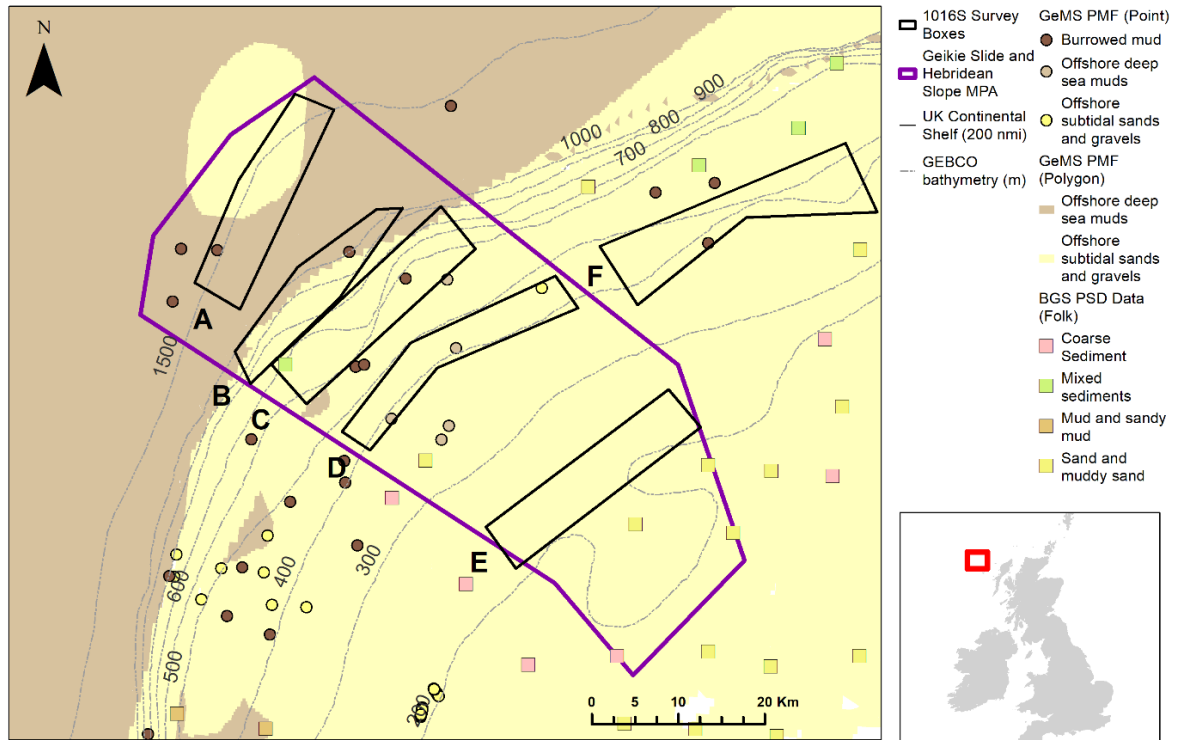 N
900
800
1000
700
F
A
1500
B
C
D
E
300
400
600
500
200
0 5 10 20 Km
1016S Survey
Boxes
Geikie Slide and
Hebridean
Slope MPA
UK Continental
Shelf (200 nmi)
GEBCO
bathymetry (m)
GeMS PMF (Point)
Burrowed mud
Offshore deep
sea muds
Offshore
subtidal sands
and gravels
GeMS PMF
(Polygon)
Offshore deep
sea muds
Offshore
subtidal sands
and gravels
BGS PSD Data
(Folk)
Coarse
Sediment
Mixed
sediments
Mud and sandy
mud
Sand and
muddy sand